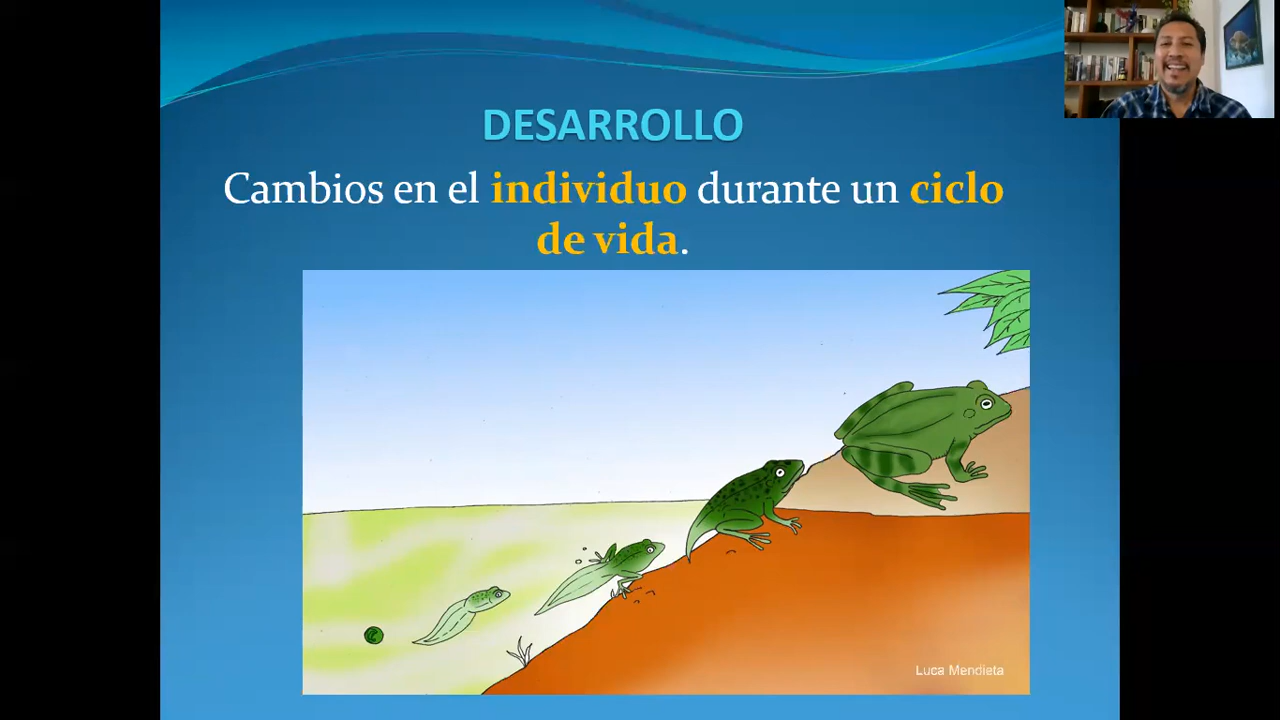 DESARROLLO
Cambios en el individuo durante un ciclo
de vida.
Luca Mendieta